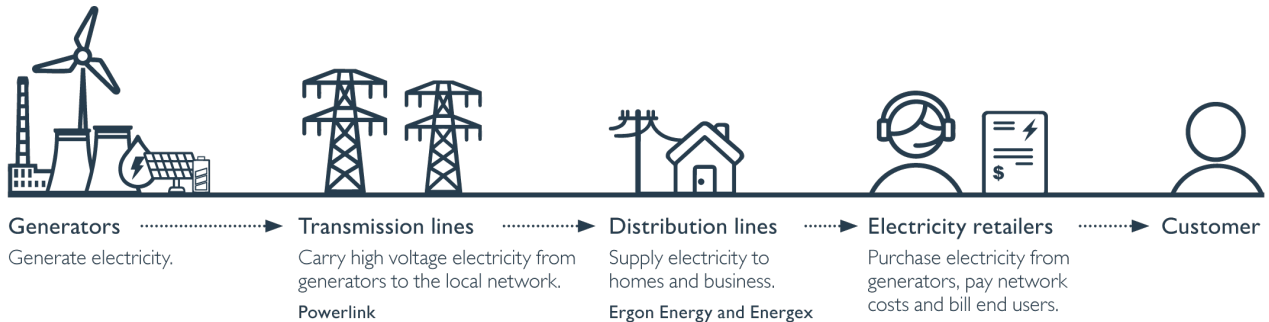 $
Generators
Transmission lines
Distribution lines
Electricity retailers
Customer
Generate electricity.
Carry high voltage electricity from
generators to the local network.
Powerlink
Supply electricity to
homes and business.
Ergon Energy and Energex
Purchase electricity from
generators, pay network
costs and bill end users.